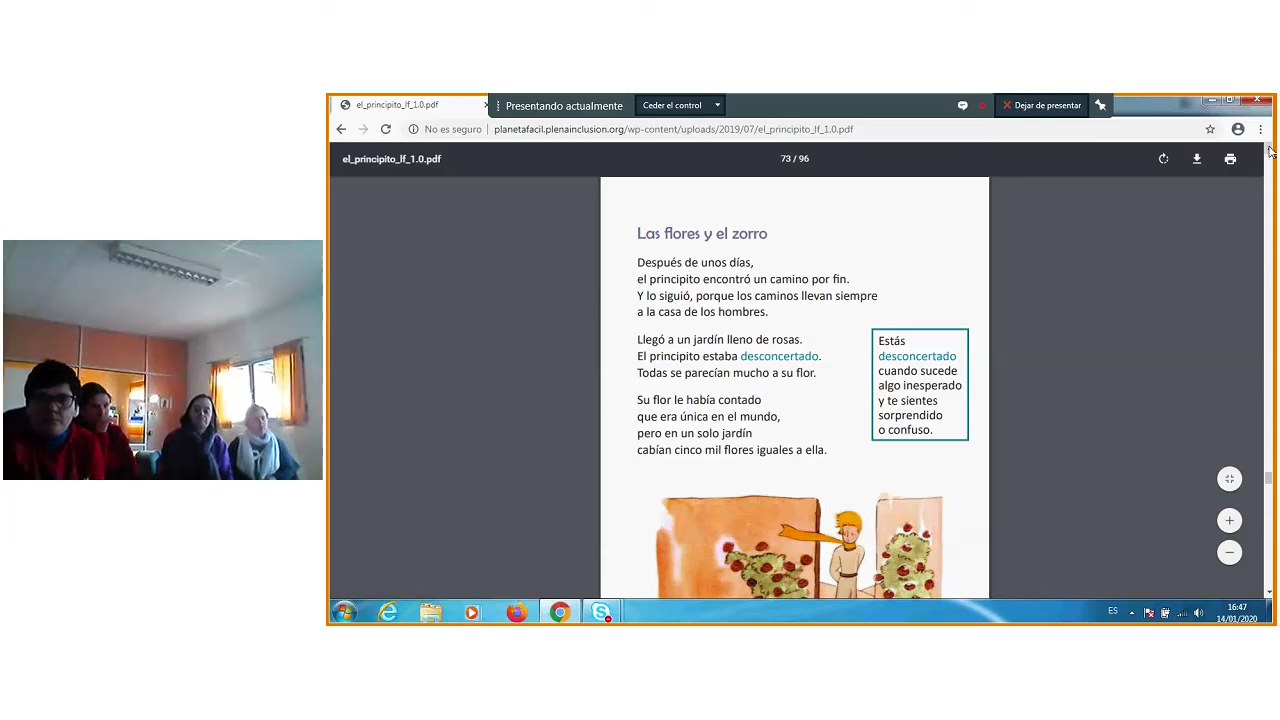 el_principito_lf_1.0.pdf
Presentando actualmente
Ceder el control
Dejar de presentar
No es seguro
planetafacil.plenainclusion.org/wp-content/uploads/2019/07/el_principito_lf_1.0.pdf
el_principito_lf_1.0.pdf
73 / 96
Las flores y el zorro
Después de unos días,
el principito encontró un camino por fin.
Y lo siguió, porque los caminos llevan siempre
a la casa de los hombres.
Llegó a un jardín lleno de rosas.
El principito estaba desconcertado.
Todas se parecían mucho a su flor.
Estás
desconcertado
cuando sucede
algo inesperado
y te sientes
sorprendido
o confuso.
Su flor le había contado
que era única en el mundo,
pero en un solo jardín
cabían cinco mil flores iguales a ella.
ES
16:47
14/01/2020